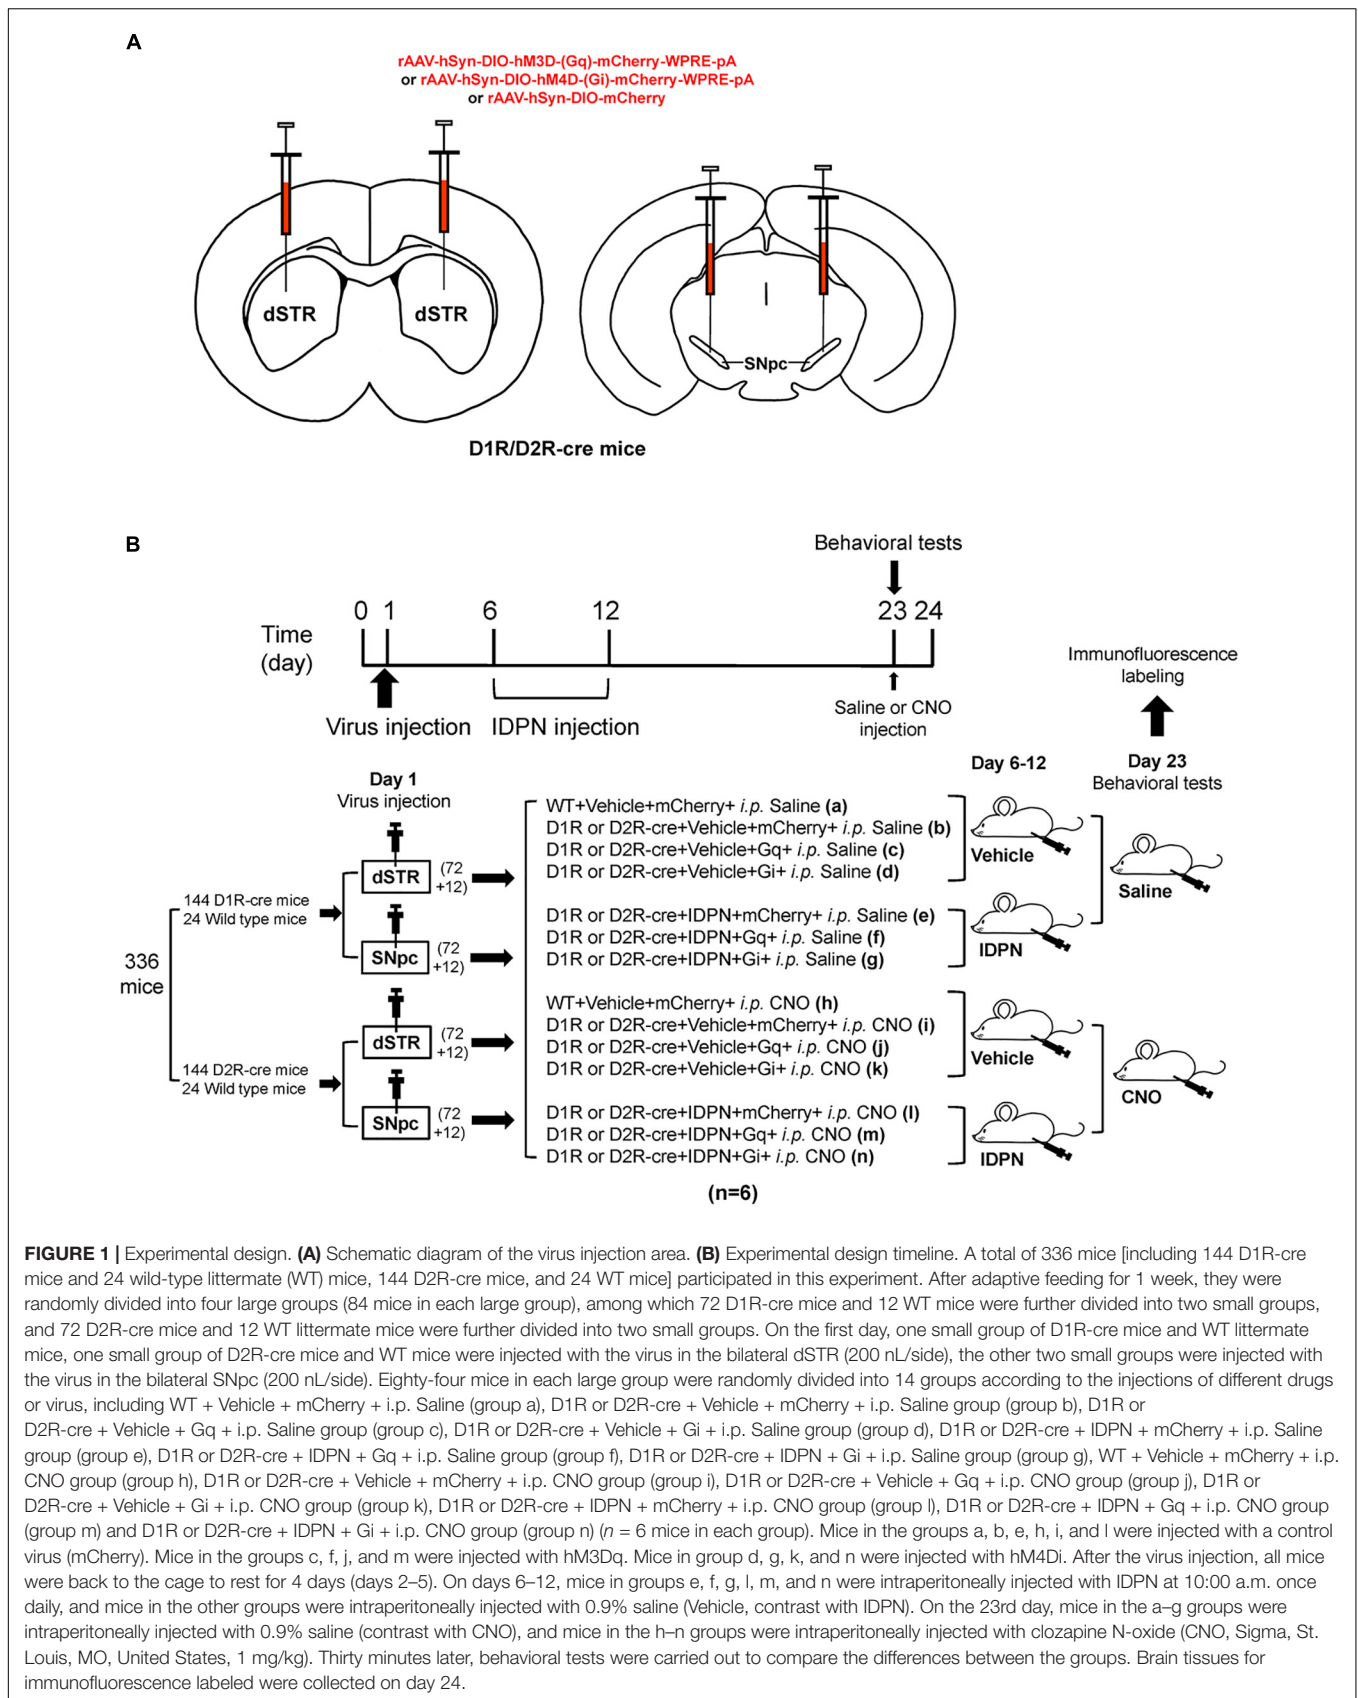 A
rAAV-hSyn-DIO-hM3D-(Gq)-mCherry-WPRE-pA
or rAAV-hSyn-DIO-hM4D-(Gi)-mCherry-WPRE-pA
or rAAV-hSyn-DIO-mCherry
dSTR
dSTR
SNpc
D1R/D2R-cre mice
B
Behavioral tests
0 1 6 12 23 24
Time
(day)
Virus injection
IDPN injection
Saline or CNO
injection
Immunofluorescence
labeling
Day 1
Virus injection
Day 6-12
Day 23
Behavioral tests
336
mice
144 D1R-cre mice
24 Wild type mice
dSTR
(72
+12)
SNpc
(72
+12)
144 D2R-cre mice
24 Wild type mice
dSTR
(72
+12)
SNpc
(72
+12)
WT+Vehicle+mCherry+ i.p. Saline (a)
D1R or D2R-cre+Vehicle+mCherry+ i.p. Saline (b)
D1R or D2R-cre+Vehicle+Gq+ i.p. Saline (c)
D1R or D2R-cre+Vehicle+Gi+ i.p. Saline (d)
D1R or D2R-cre+IDPN+mCherry+ i.p. Saline (e)
D1R or D2R-cre+IDPN+Gq+ i.p. Saline (f)
D1R or D2R-cre+IDPN+Gi+ i.p. Saline (g)
WT+Vehicle+mCherry+ i.p. CNO (h)
D1R or D2R-cre+Vehicle+mCherry+ i.p. CNO (i)
D1R or D2R-cre+Vehicle+Gq+ i.p. CNO (j)
D1R or D2R-cre+Vehicle+Gi+ i.p. CNO (k)
D1R or D2R-cre+IDPN+mCherry+ i.p. CNO (l)
D1R or D2R-cre+IDPN+Gq+ i.p. CNO (m)
D1R or D2R-cre+IDPN+Gi+ i.p. CNO (n)
(n=6)
Vehicle
IDPN
Saline
Vehicle
IDPN
CNO
FIGURE 1 | Experimental design. (A) Schematic diagram of the virus injection area. (B) Experimental design timeline. A total of 336 mice [including 144 D1R-cre
mice and 24 wild-type littermate (WT) mice, 144 D2R-cre mice, and 24 WT mice] participated in this experiment. After adaptive feeding for 1 week, they were
randomly divided into four large groups (84 mice in each large group), among which 72 D1R-cre mice and 12 WT mice were further divided into two small groups,
and 72 D2R-cre mice and 12 WT littermate mice were further divided into two small groups. On the first day, one small group of D1R-cre mice and WT littermate
mice, one small group of D2R-cre mice and WT mice were injected with the virus in the bilateral dSTR (200 nL/side), the other two small groups were injected with
the virus in the bilateral SNpc (200 nL/side). Eighty-four mice in each large group were randomly divided into 14 groups according to the injections of different drugs
or virus, including WT + Vehicle + mCherry + i.p. Saline (group a), D1R or D2R-cre + Vehicle + mCherry + i.p. Saline group (group b), D1R or
D2R-cre + Vehicle + Gq + i.p. Saline group (group c), D1R or D2R-cre + Vehicle + Gi + i.p. Saline group (group d), D1R or D2R-cre + IDPN + mCherry + i.p. Saline
group (group e), D1R or D2R-cre + IDPN + Gq + i.p. Saline group (group f), D1R or D2R-cre + IDPN + Gi + i.p. Saline group (group g), WT + Vehicle + mCherry + i.p.
CNO group (group h), D1R or D2R-cre + Vehicle + mCherry + i.p. CNO group (group i), D1R or D2R-cre + Vehicle + Gq + i.p. CNO group (group j), D1R or
D2R-cre + Vehicle + Gi + i.p. CNO group (group k), D1R or D2R-cre + IDPN + mCherry + i.p. CNO group (group l), D1R or D2R-cre + IDPN + Gq + i.p. CNO group
(group m) and D1R or D2R-cre + IDPN + Gi + i.p. CNO group (group n) (n = 6 mice in each group). Mice in the groups a, b, e, h, i, and l were injected with a control
virus (mCherry). Mice in the groups c, f, j, and m were injected with hM3Dq. Mice in group d, g, k, and n were injected with hM4Di. After the virus injection, all mice
were back to the cage to rest for 4 days (days 2–5). On days 6–12, mice in groups e, f, g, l, m, and n were intraperitoneally injected with IDPN at 10:00 a.m. once
daily, and mice in the other groups were intraperitoneally injected with 0.9% saline (Vehicle, contrast with IDPN). On the 23rd day, mice in the a–g groups were
intraperitoneally injected with 0.9% saline (contrast with CNO), and mice in the h–n groups were intraperitoneally injected with clozapine N-oxide (CNO, Sigma, St.
Louis, MO, United States, 1 mg/kg). Thirty minutes later, behavioral tests were carried out to compare the differences between the groups. Brain tissues for
immunofluorescence labeled were collected on day 24.